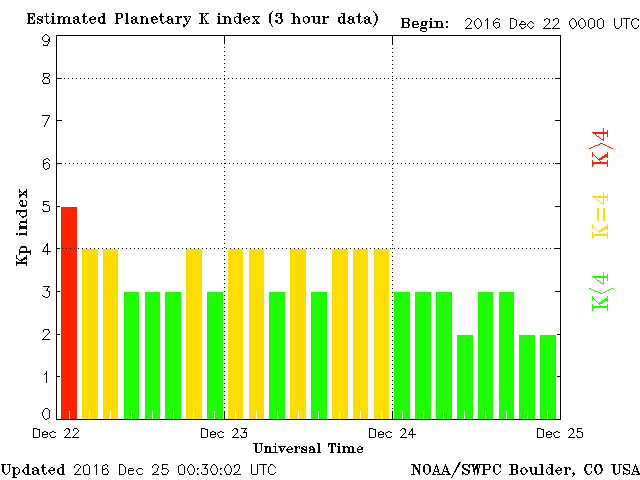 Estimated Planetary K index (3 hour data) Begin: 2016 Dec 22 0000 UTC
9
8
7
6
5
4
3
2
1
0
Kp index
K>4
K=4
K<4
Dec 22 Dec 23 Dec 24 Dec 25
Universal Time
Updated 2016 Dec 25 00:30:02 UTC NOAA/SWPC Boulder, CO USA